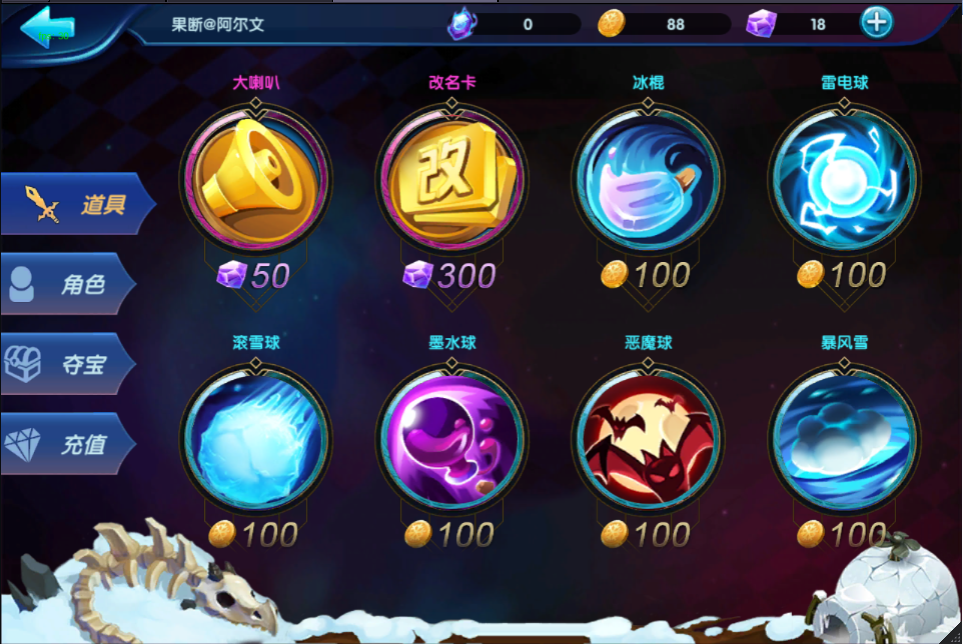 果断@阿尔文
0
88
18
大喇叭
改名卡
冰棍
雷电球
改
50
300
100
100
道具
角色
夺宝
充值
滚雪球
墨水球
恶魔球
暴风雪
100
100
100
100